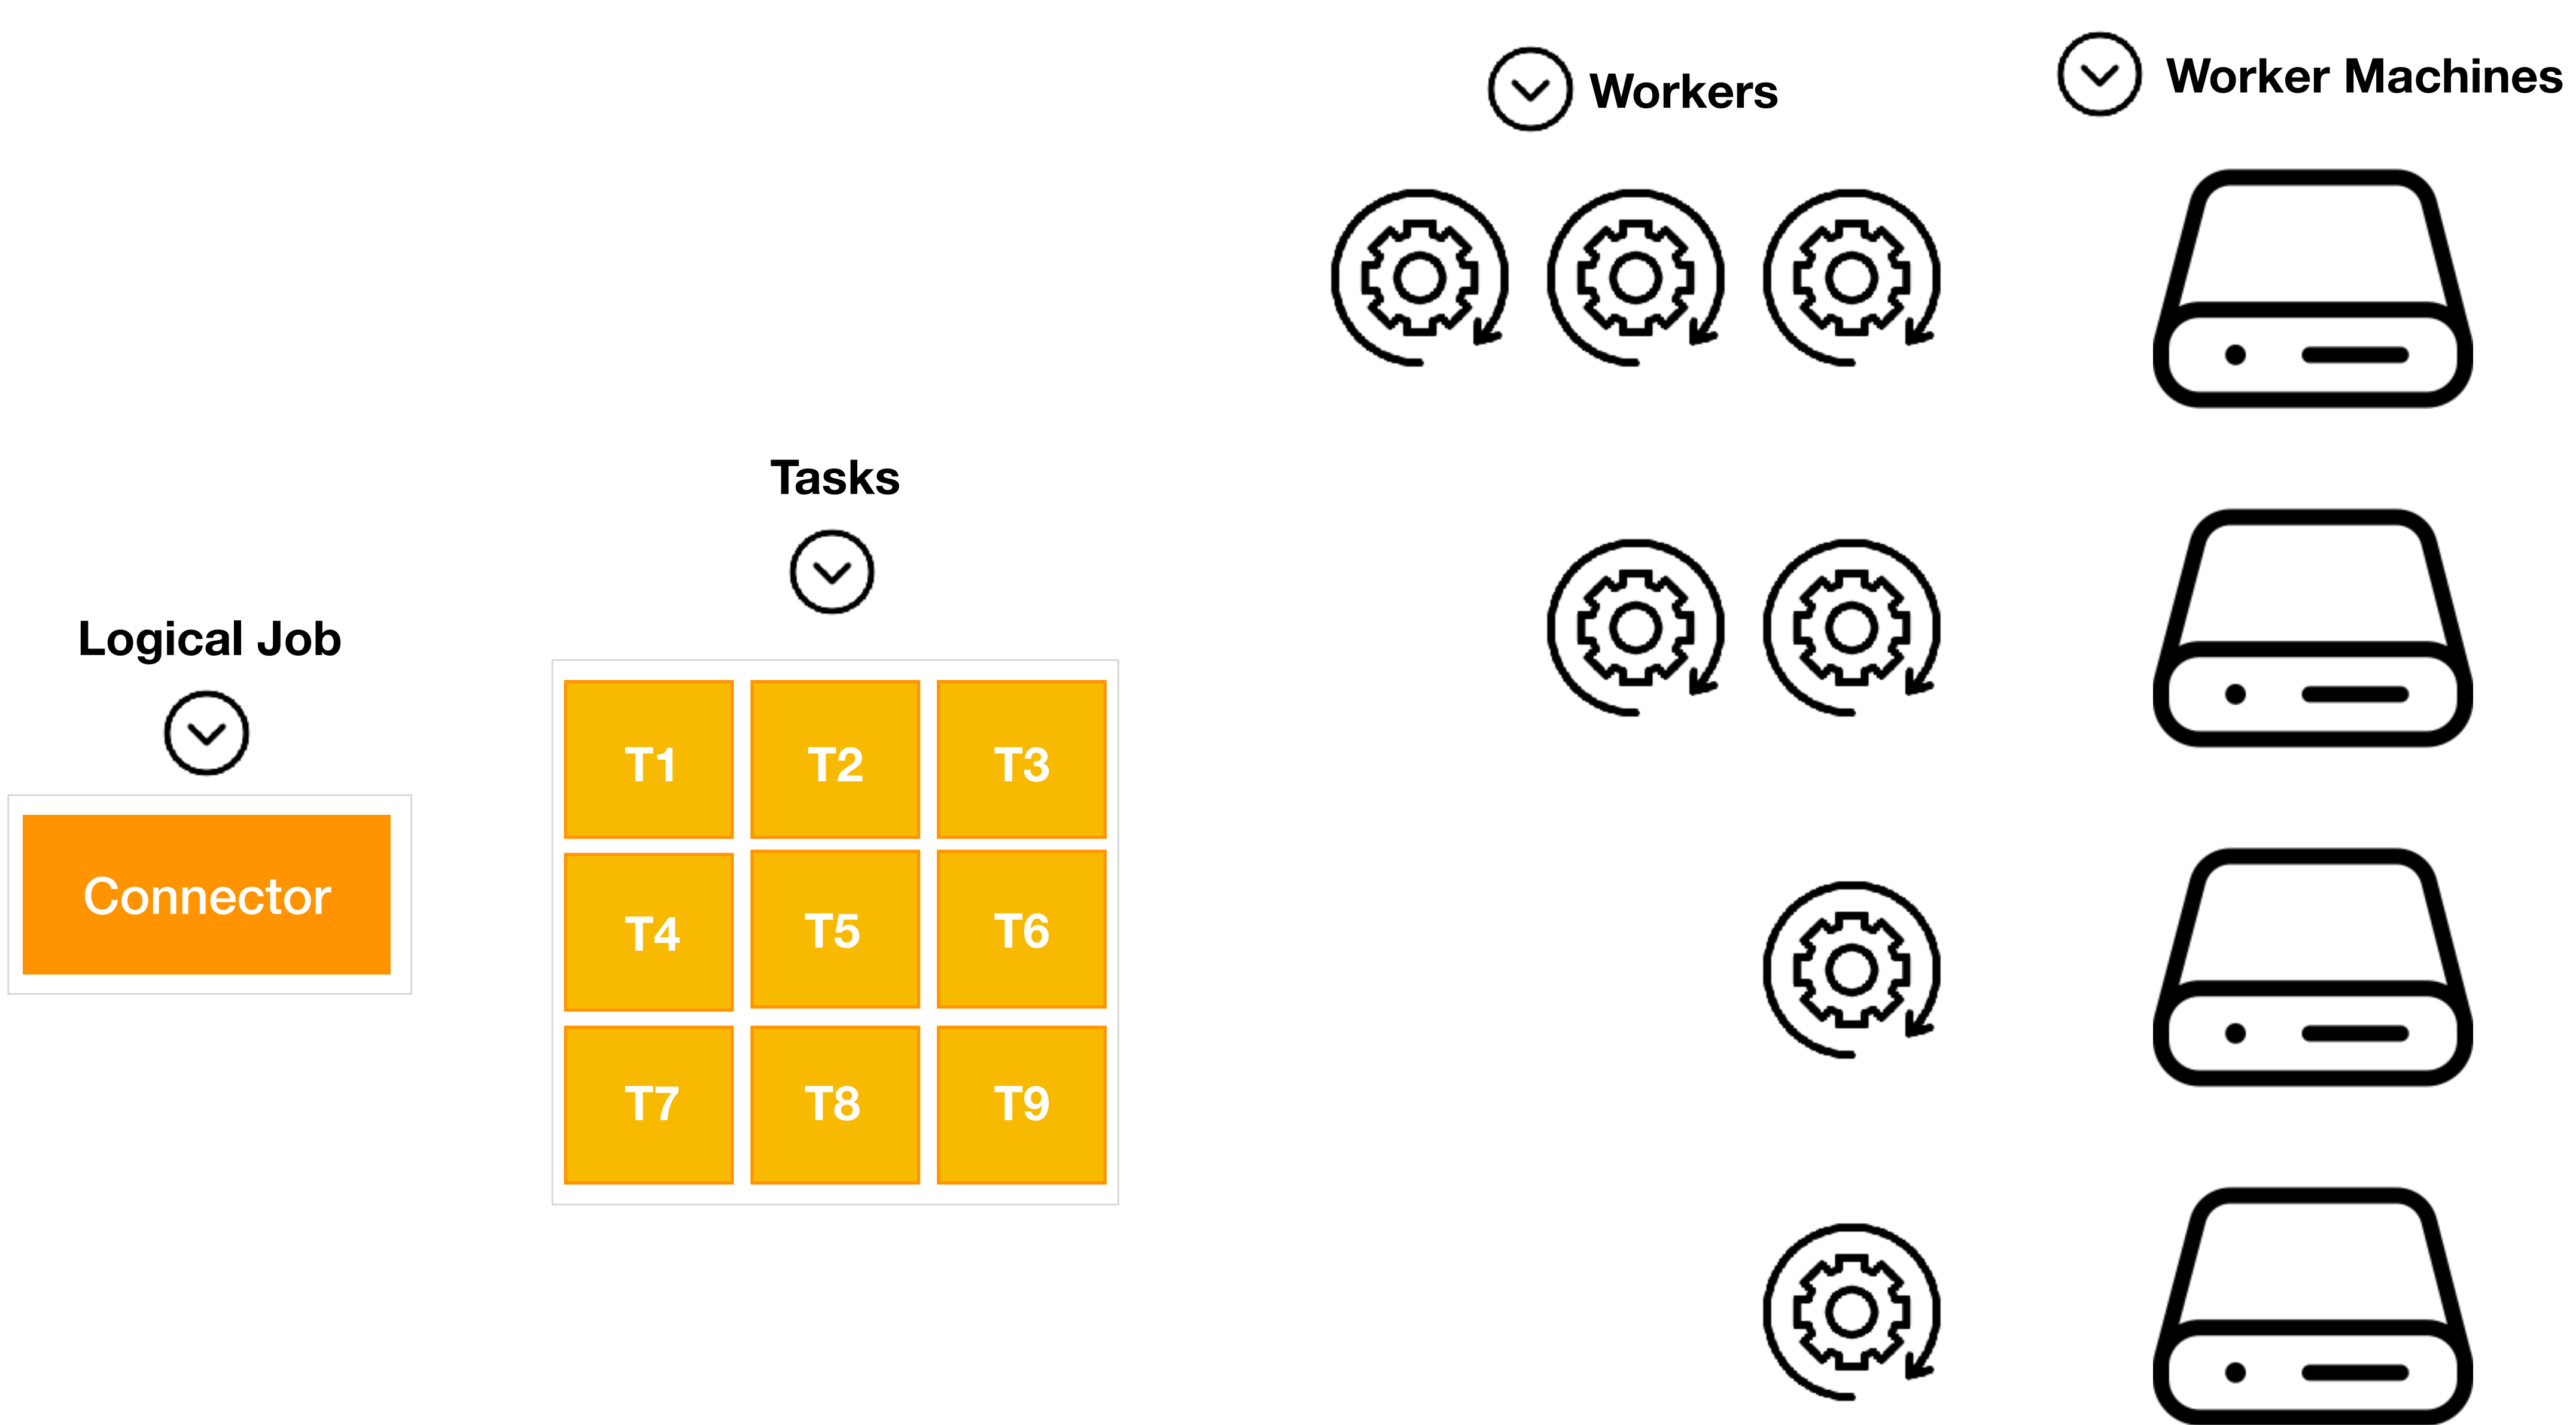 Workers
Worker Machines
Tasks
Logical Job
Connector
T1
T2
T3
T4
T5
T6
T7
T8
T9